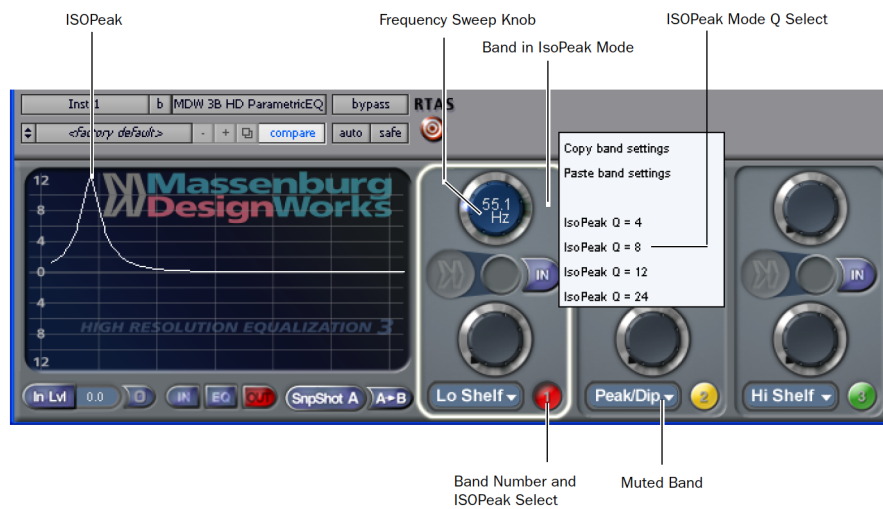 ISOPeak
Frequency Sweep Knob
ISOPeak Mode Q Select
Band in IsoPeak Mode
Inst 1
b
MDW 3B HD ParametricEQ
bypass
RTAS
<factory default>
-
+
compare
auto
safe
Massenburg
DesignWorks
12
8
4
0
4
8
12
HIGH RESOLUTION EQUALIZATION 3
55.1
Hz
IN
Copy band settings
Paste band settings
IsoPeak Q = 4
IsoPeak Q = 8
IsoPeak Q = 12
IsoPeak Q = 24
IN
In Lvl
0.0
IN
EQ
OUT
SnpShot A
A▸B
Lo Shelf
1
Peak/Dip
2
Hi Shelf
3
Band Number and
ISOPeak Select
Muted Band